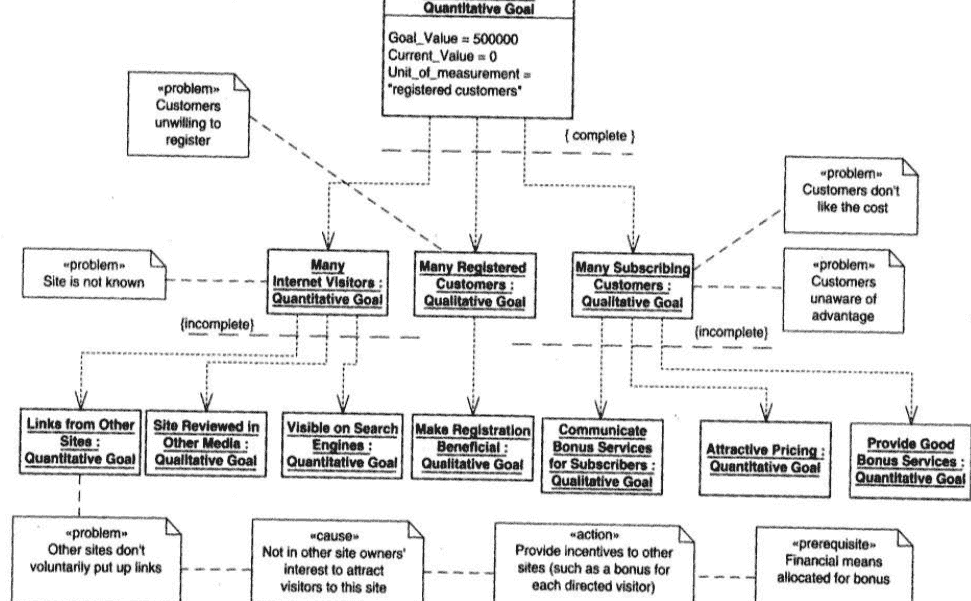 Quantitative Goal
Goal_Value = 500000
Current_Value = 0
Unit_of_measurement =
"registered customers"
«problem»
Customers
unwilling to
register
{ complete }
«problem»
Customers don't
like the cost
«problem»
Site is not known
Many
Internet Visitors :
Quantitative Goal
Many Registered
Customers :
Qualitative Goal
Many Subscribing
Customers :
Qualitative Goal
«problem»
Customers
unaware of
advantage
{incomplete}
{incomplete}
Links from Other
Sites :
Quantitative Goal
Site Reviewed in
Other Media :
Qualitative Goal
Visible on Search
Engines :
Quantitative Goal
Make Registration
Beneficial :
Qualitative Goal
Communicate
Bonus Services
for Subscribers :
Qualitative Goal
Attractive Pricing :
Quantitative Goal
Provide Good
Bonus Services :
Quantitative Goal
«problem»
Other sites don't
voluntarily put up links
«cause»
Not in other site owners'
interest to attract
visitors to this site
«action»
Provide incentives to other
sites (such as a bonus for
each directed visitor)
«prerequisite»
Financial means
allocated for bonus